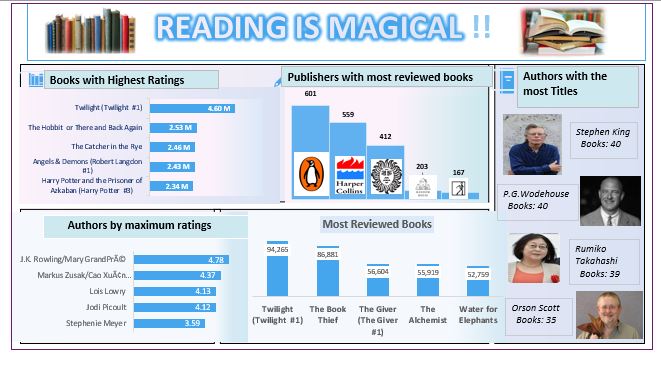 READING IS MAGICAL !!
Books with Highest Ratings
Twilight (Twilight #1)
4.60 M
The Hobbit or There and Back Again
2.53 M
The Catcher in the Rye
2.46 M
Angels & Demons (Robert Langdon
#1)
2.43 M
Harry Potter and the Prisoner of
Azkaban (Harry Potter #3)
2.34 M
Publishers with most reviewed books
601
559
412
203
167
Harper
Collins
Authors with the
most Titles
Stephen King
Books: 40
P.G.Wodehouse
Books: 40
Rumiko
Takahashi
Books: 39
Orson Scott
Books: 35
Authors by maximum ratings
J.K. Rowling/Mary GrandPrÃ©
4.78
Markus Zusak/Cao XuÃ¢n...
4.37
Lois Lowry
4.13
Jodi Picoult
4.12
Stephenie Meyer
3.59
Most Reviewed Books
94,265
86,881
56,604
55,919
52,759
Twilight
(Twilight #1)
The Book
Thief
The Giver
(The Giver
#1)
The
Alchemist
Water for
Elephants